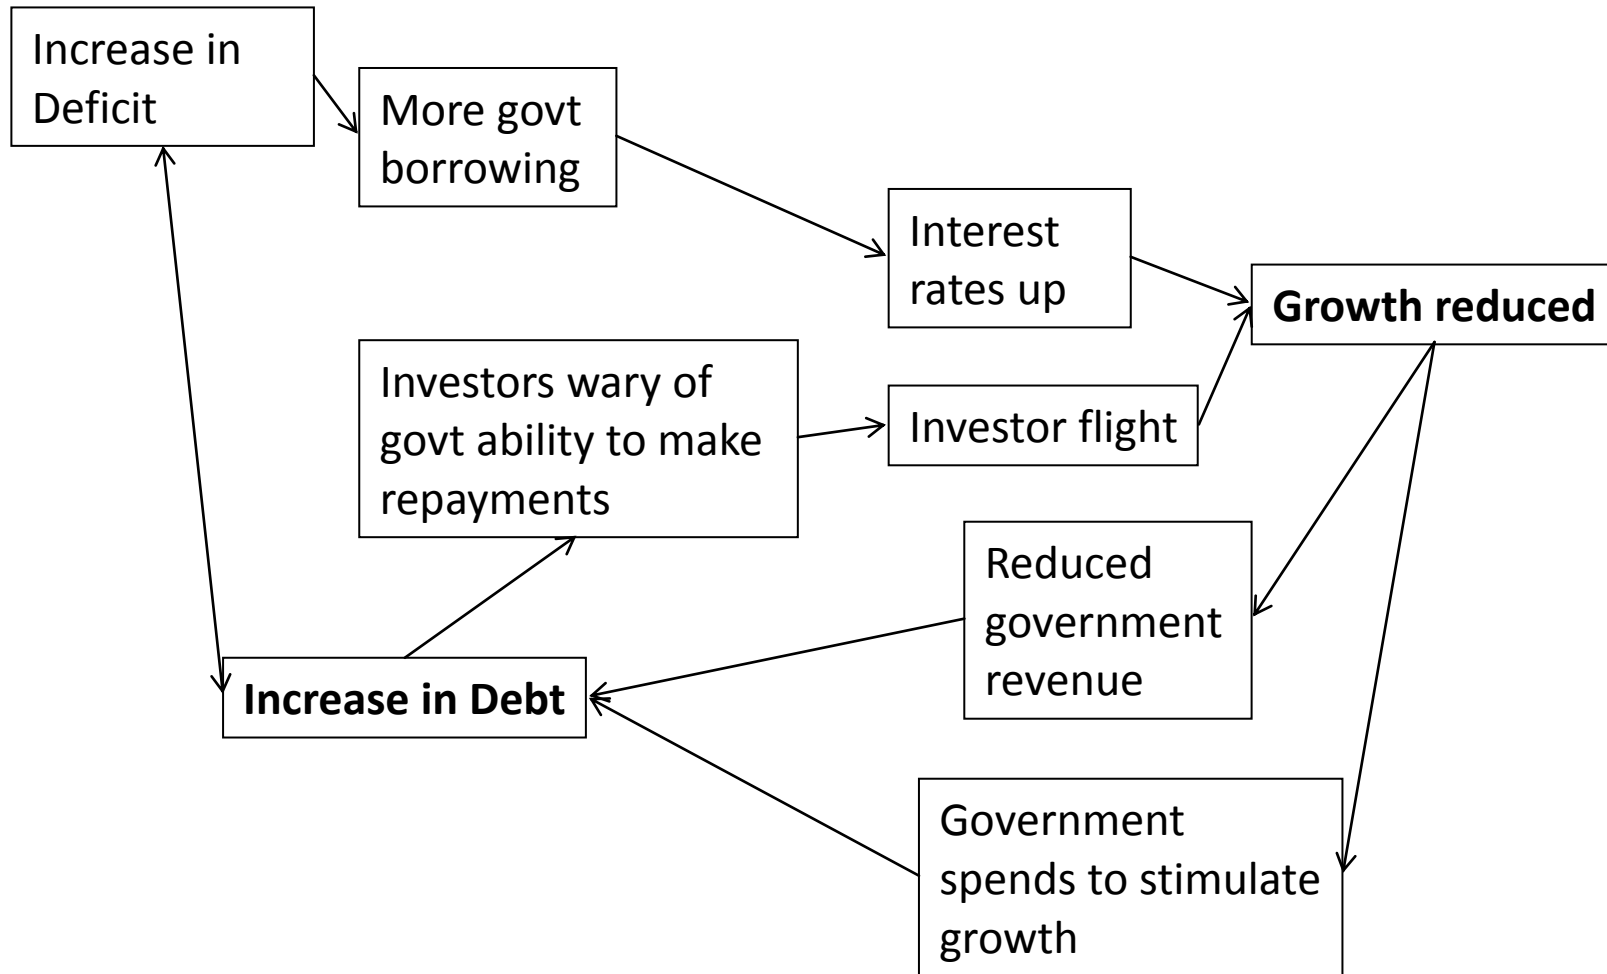 Increase in
Deficit
More govt
borrowing
Interest
rates up
Growth reduced
Investors wary of
govt ability to make
repayments
Investor flight
Reduced
government
revenue
Increase in Debt
Government
spends to stimulate
growth